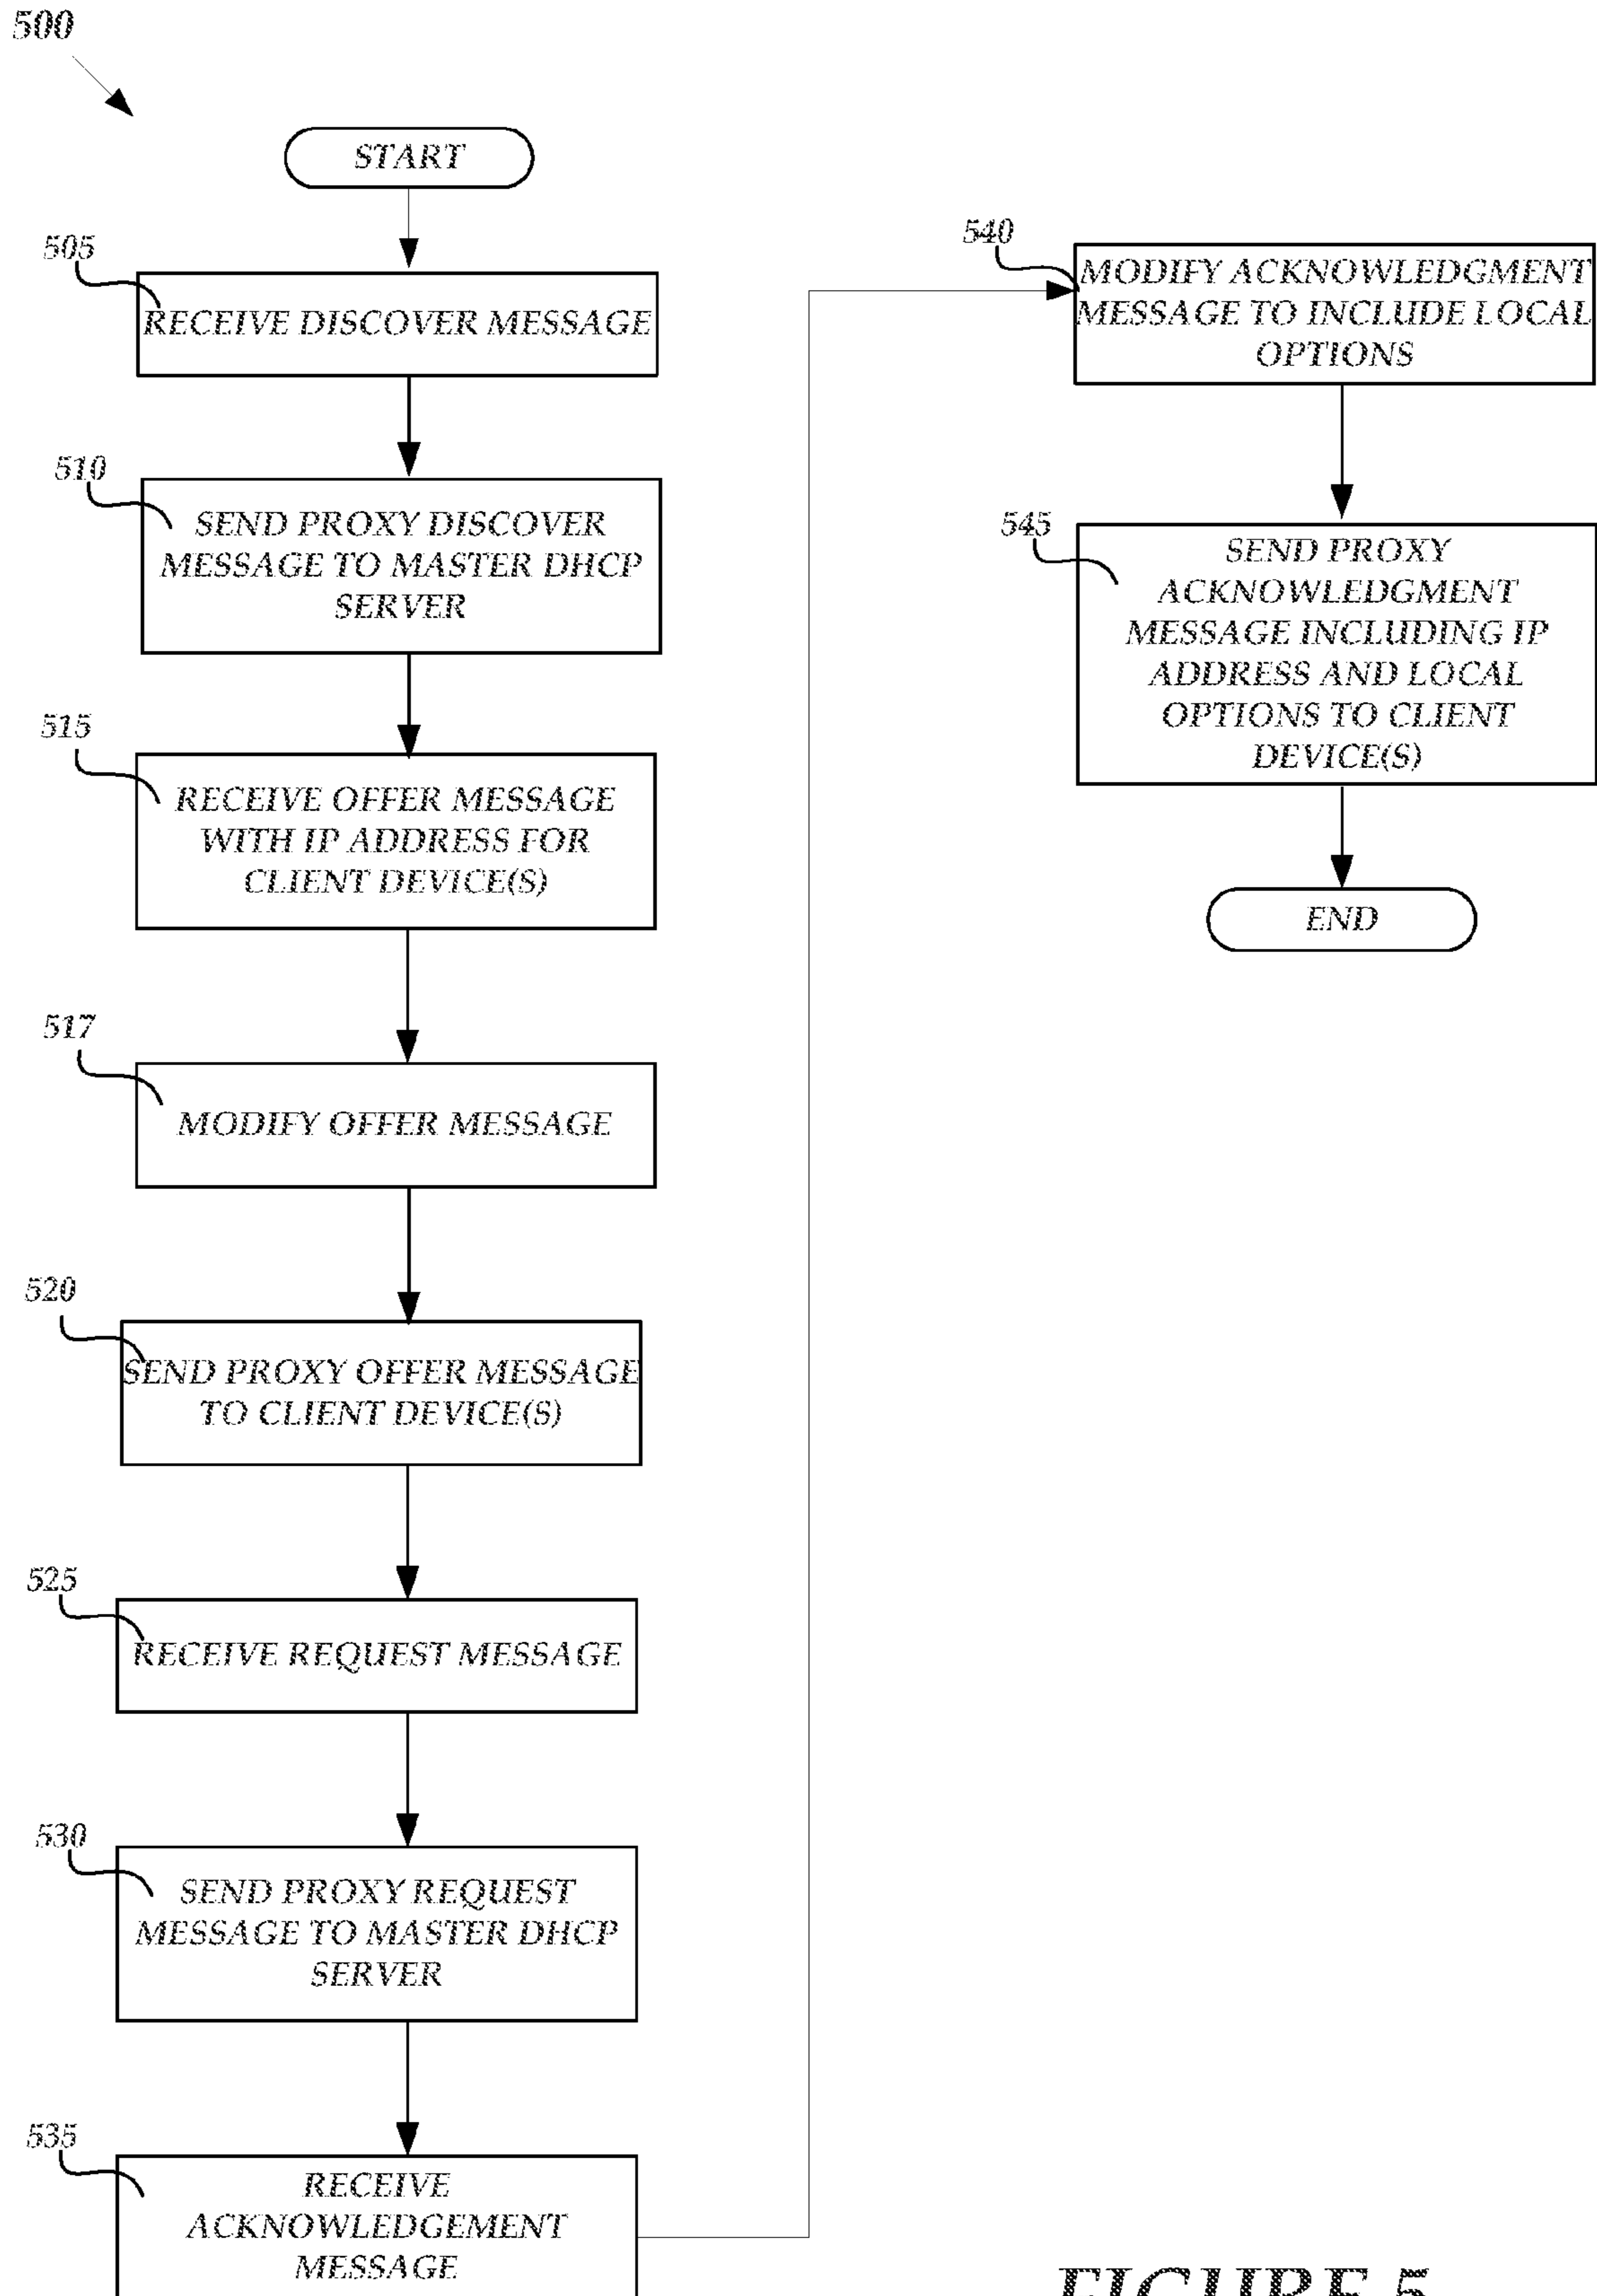 500
START
505
RECEIVE DISCOVER MESSAGE
510
SEND PROXY DISCOVER
MESSAGE TO MASTER DHCP
SERVER
515
RECEIVE OFFER MESSAGE
WITH IP ADDRESS FOR
CLIENT DEVICE(S)
517
MODIFY OFFER MESSAGE
520
SEND PROXY OFFER MESSAGE
TO CLIENT DEVICE(S)
525
RECEIVE REQUEST MESSAGE
530
SEND PROXY REQUEST
MESSAGE TO MASTER DHCP
SERVER
535
RECEIVE
ACKNOWLEDGEMENT
MESSAGE
540
MODIFY ACKNOWLEDGMENT
MESSAGE TO INCLUDE LOCAL
OPTIONS
545
SEND PROXY
ACKNOWLEDGMENT
MESSAGE INCLUDING IP
ADDRESS AND LOCAL
OPTIONS TO CLIENT
DEVICE(S)
END
FIGURE 5